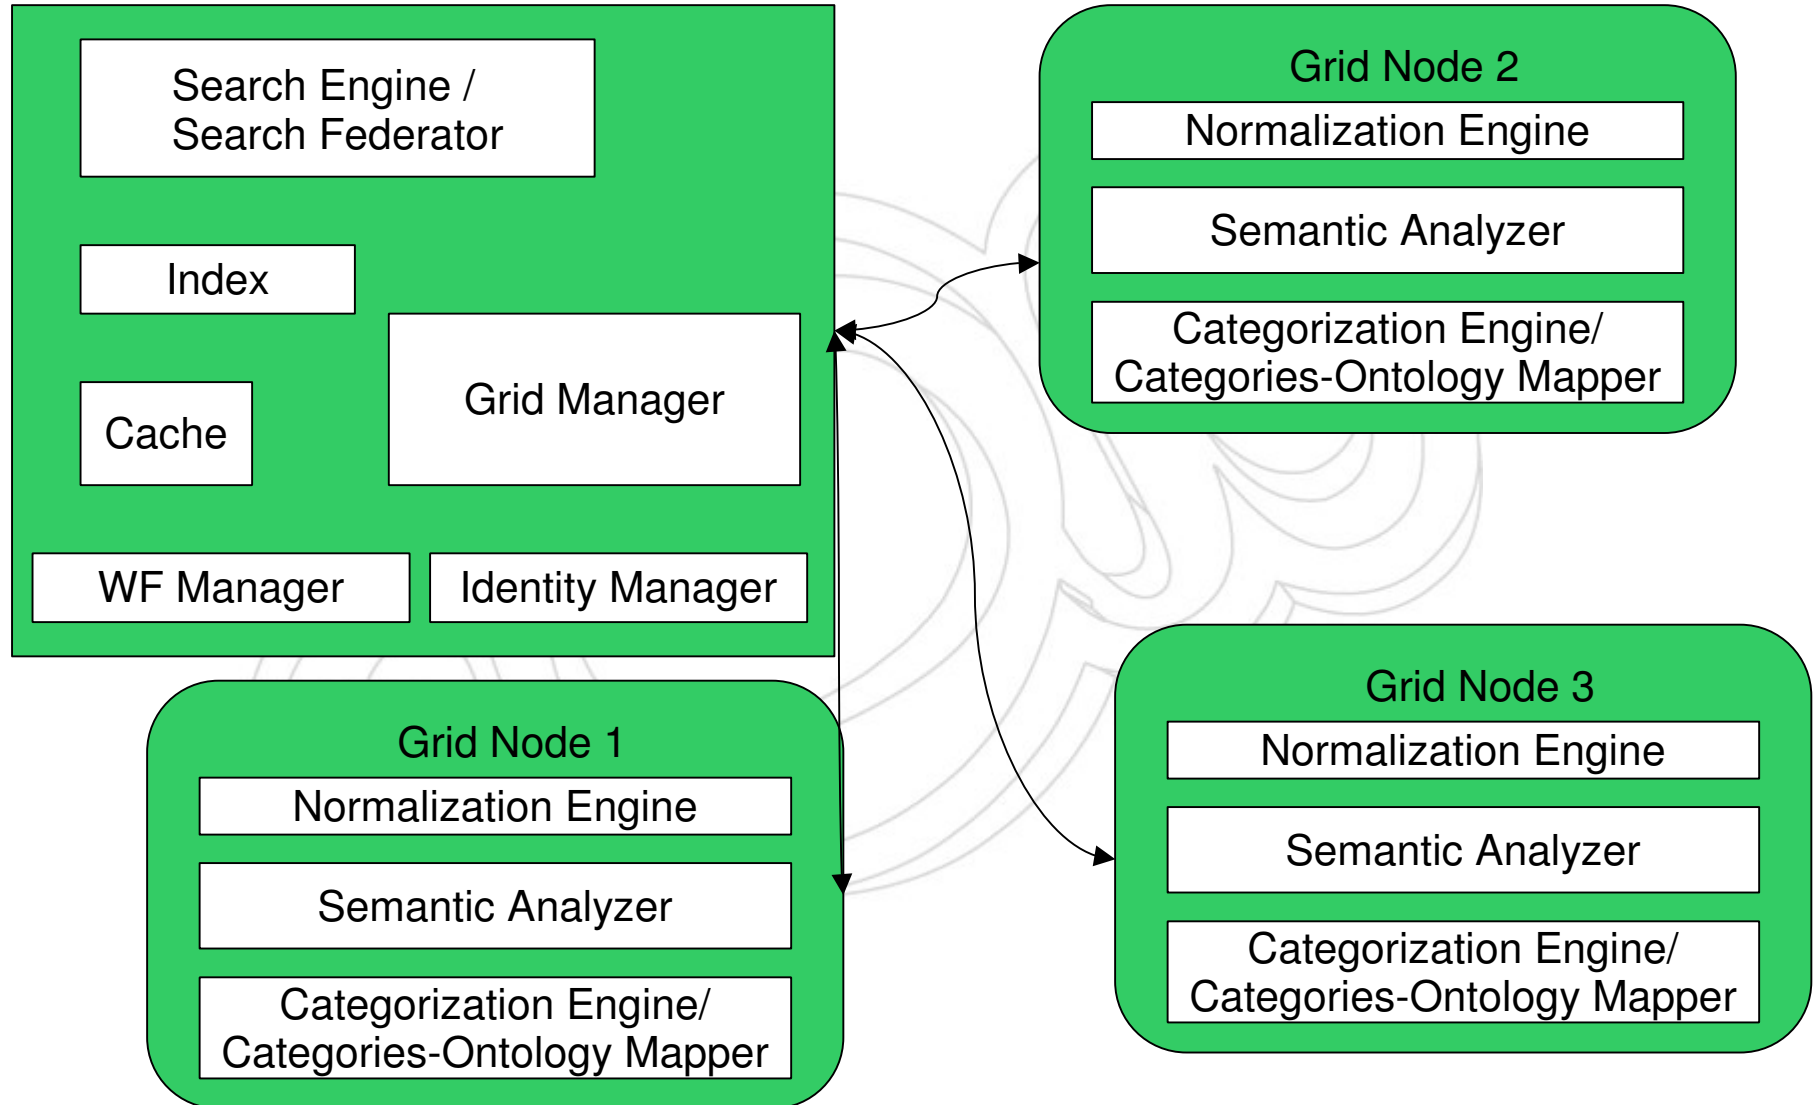 Search Engine /
Search Federator
Index
Grid Manager
Cache
WF Manager
Identity Manager
Grid Node 2
Normalization Engine
Semantic Analyzer
Categorization Engine/
Categories-Ontology Mapper
Grid Node 1
Normalization Engine
Semantic Analyzer
Categorization Engine/
Categories-Ontology Mapper
Grid Node 3
Normalization Engine
Semantic Analyzer
Categorization Engine/
Categories-Ontology Mapper